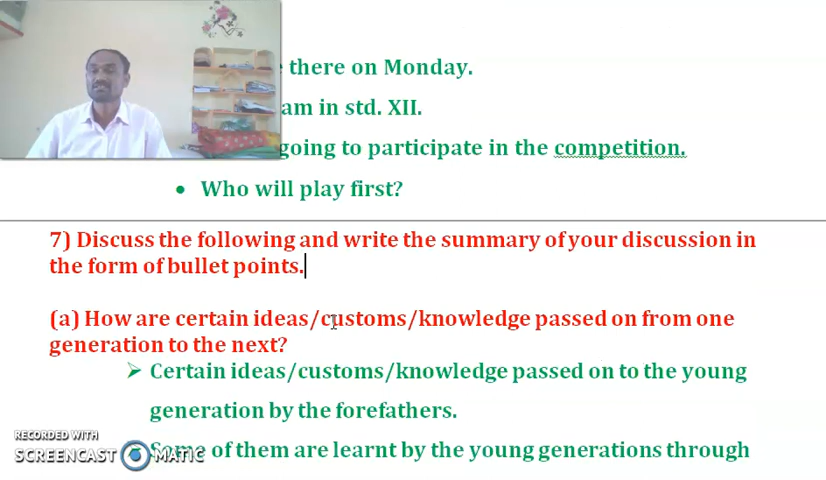 there on Monday.
am in std. XII.
going to participate in the competition.
• Who will play first?
7) Discuss the following and write the summary of your discussion in
the form of bullet points.
(a) How are certain ideas/customs/knowledge passed on from one
generation to the next?
➢ Certain ideas/customs/knowledge passed on to the young
generation by the forefathers.
Some of them are learnt by the young generations through
RECORDED WITH
SCREENCAST MATIC